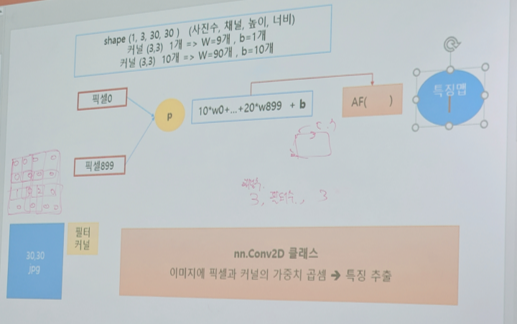 shape (1, 3, 30, 30 ) (사진수, 채널, 높이, 너비)
커널 (3,3) 1개 => W=9개 , b=1개
커널 (3,3) 10개 => W=90개 , b=10개
픽셀0
p
10*w0+...+20*w899 + b
AF( )
특징맵
픽셀899
3, 3
30,30
jpg
필터
커널
nn.Conv2D 클래스
이미지에 픽셀과 커널의 가중치 곱셈 ➔ 특징 추출